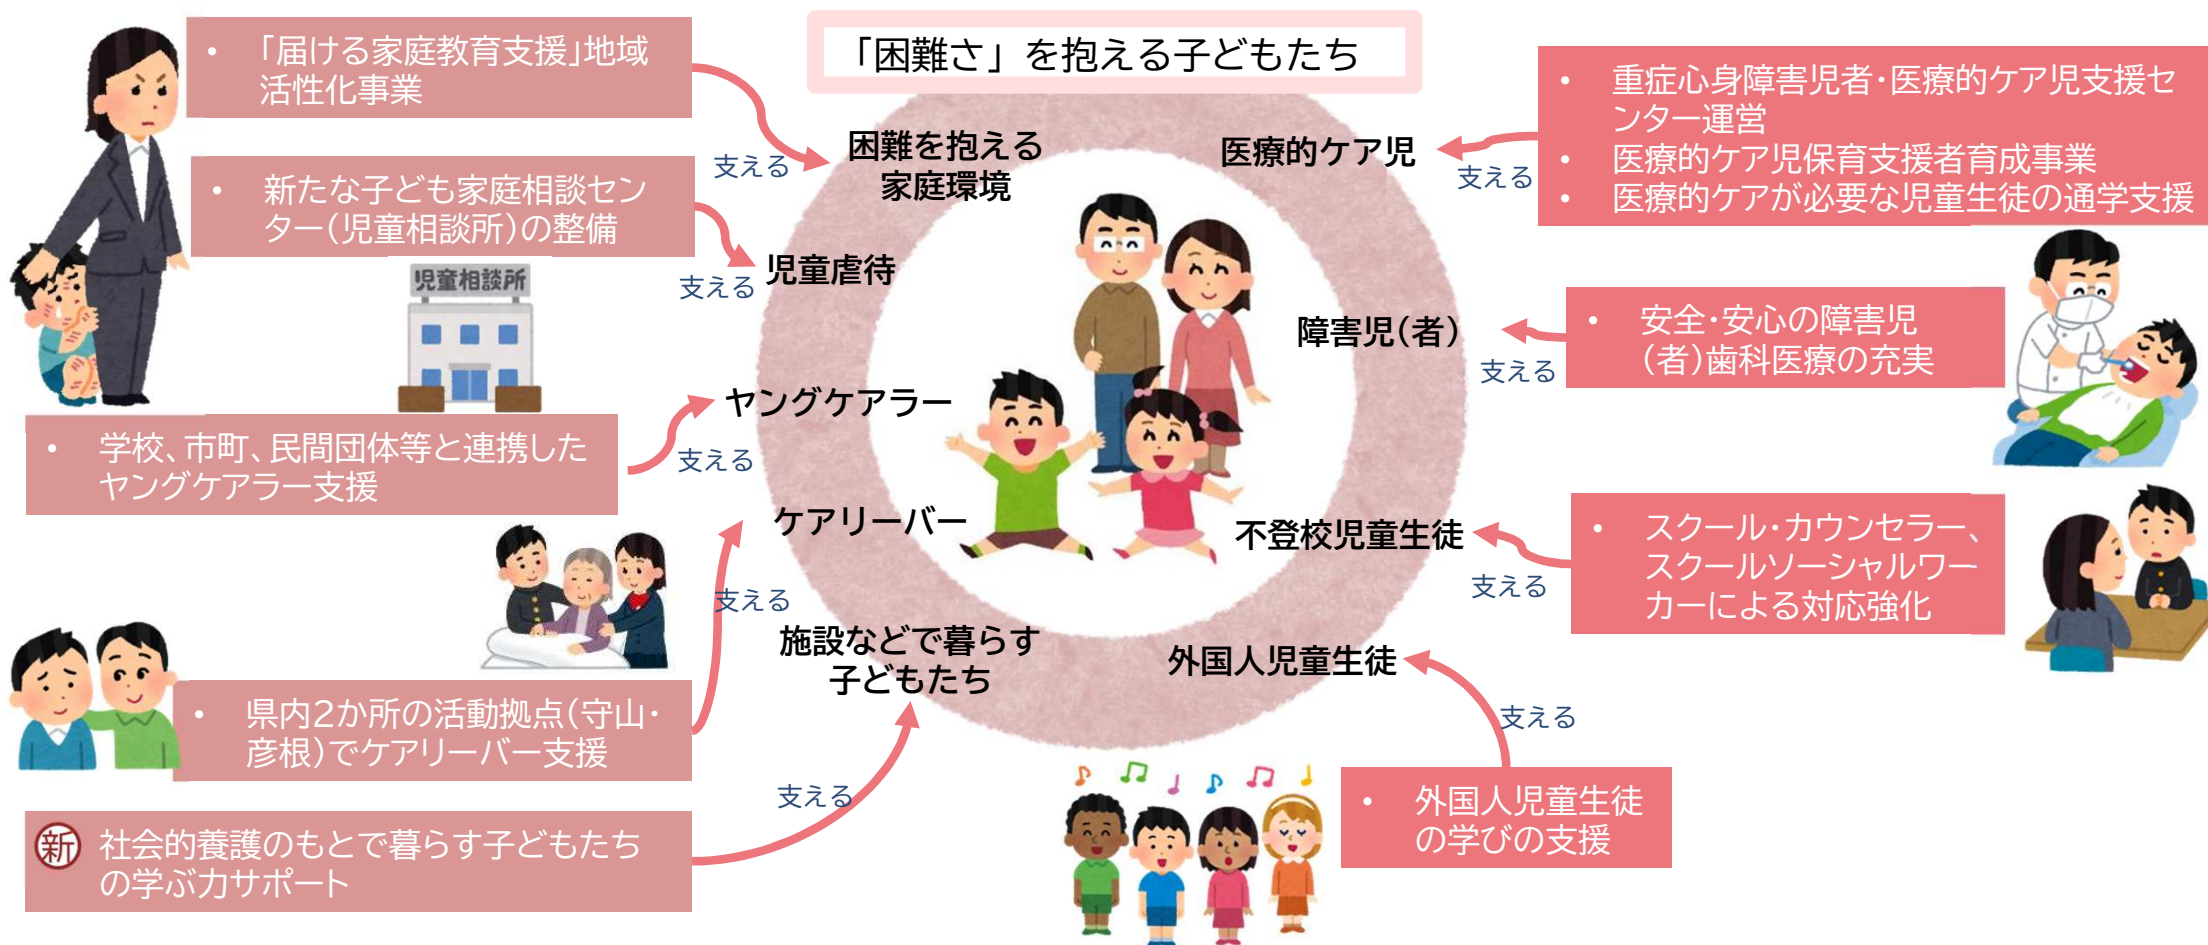 「困難さ」を抱える子どもたち
• 「届ける家庭教育支援」地域
活性化事業
支える
困難を抱える
家庭環境
• 新たな子ども家庭相談セン
ター(児童相談所)の整備
支える
児童虐待
児童相談所
• 学校、市町、民間団体等と連携した
ヤングケアラー支援
支える
ヤングケアラー
• 県内2か所の活動拠点(守山・
彦根)でケアリーバー支援
支える
ケアリーバー
新 社会的養護のもとで暮らす子どもたち
の学ぶ力サポート
支える
施設などで暮らす
子どもたち
• 重症心身障害児者・医療的ケア児支援セ
ンター運営
• 医療的ケア児保育支援者育成事業
• 医療的ケアが必要な児童生徒の通学支援
支える
医療的ケア児
• 安全・安心の障害児
(者)歯科医療の充実
支える
障害児(者)
• スクール・カウンセラー、
スクールソーシャルワー
カーによる対応強化
支える
不登校児童生徒
• 外国人児童生徒
の学びの支援
支える
外国人児童生徒